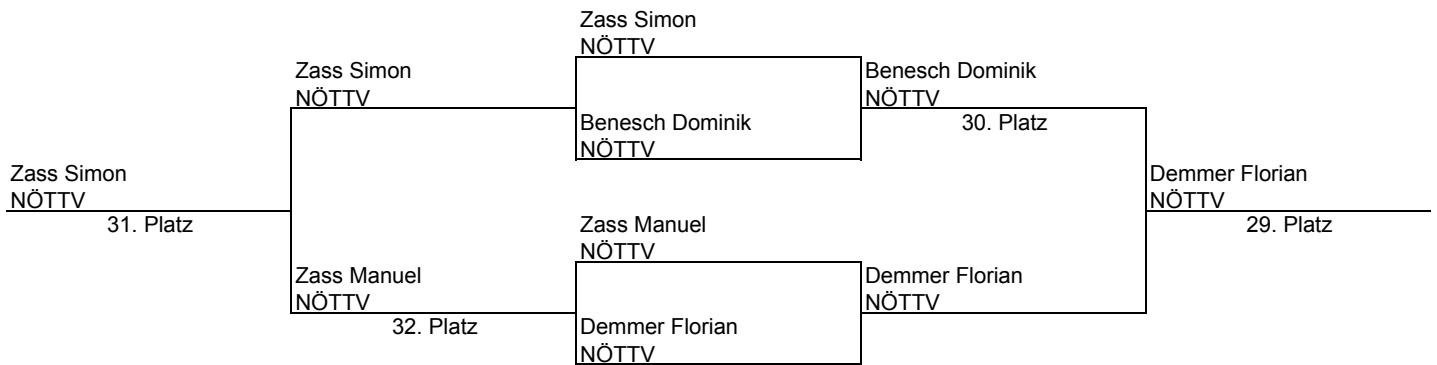 Zass Simon
NÖTTV
Zass Simon
NÖTTV
Benesch Dominik
NÖTTV
30. Platz
Benesch Dominik
NÖTTV
Zass Simon
NÖTTV
31. Platz
Demmer Florian
NÖTTV
29. Platz
Zass Manuel
NÖTTV
Zass Manuel
NÖTTV
32. Platz
Demmer Florian
NÖTTV
Demmer Florian
NÖTTV